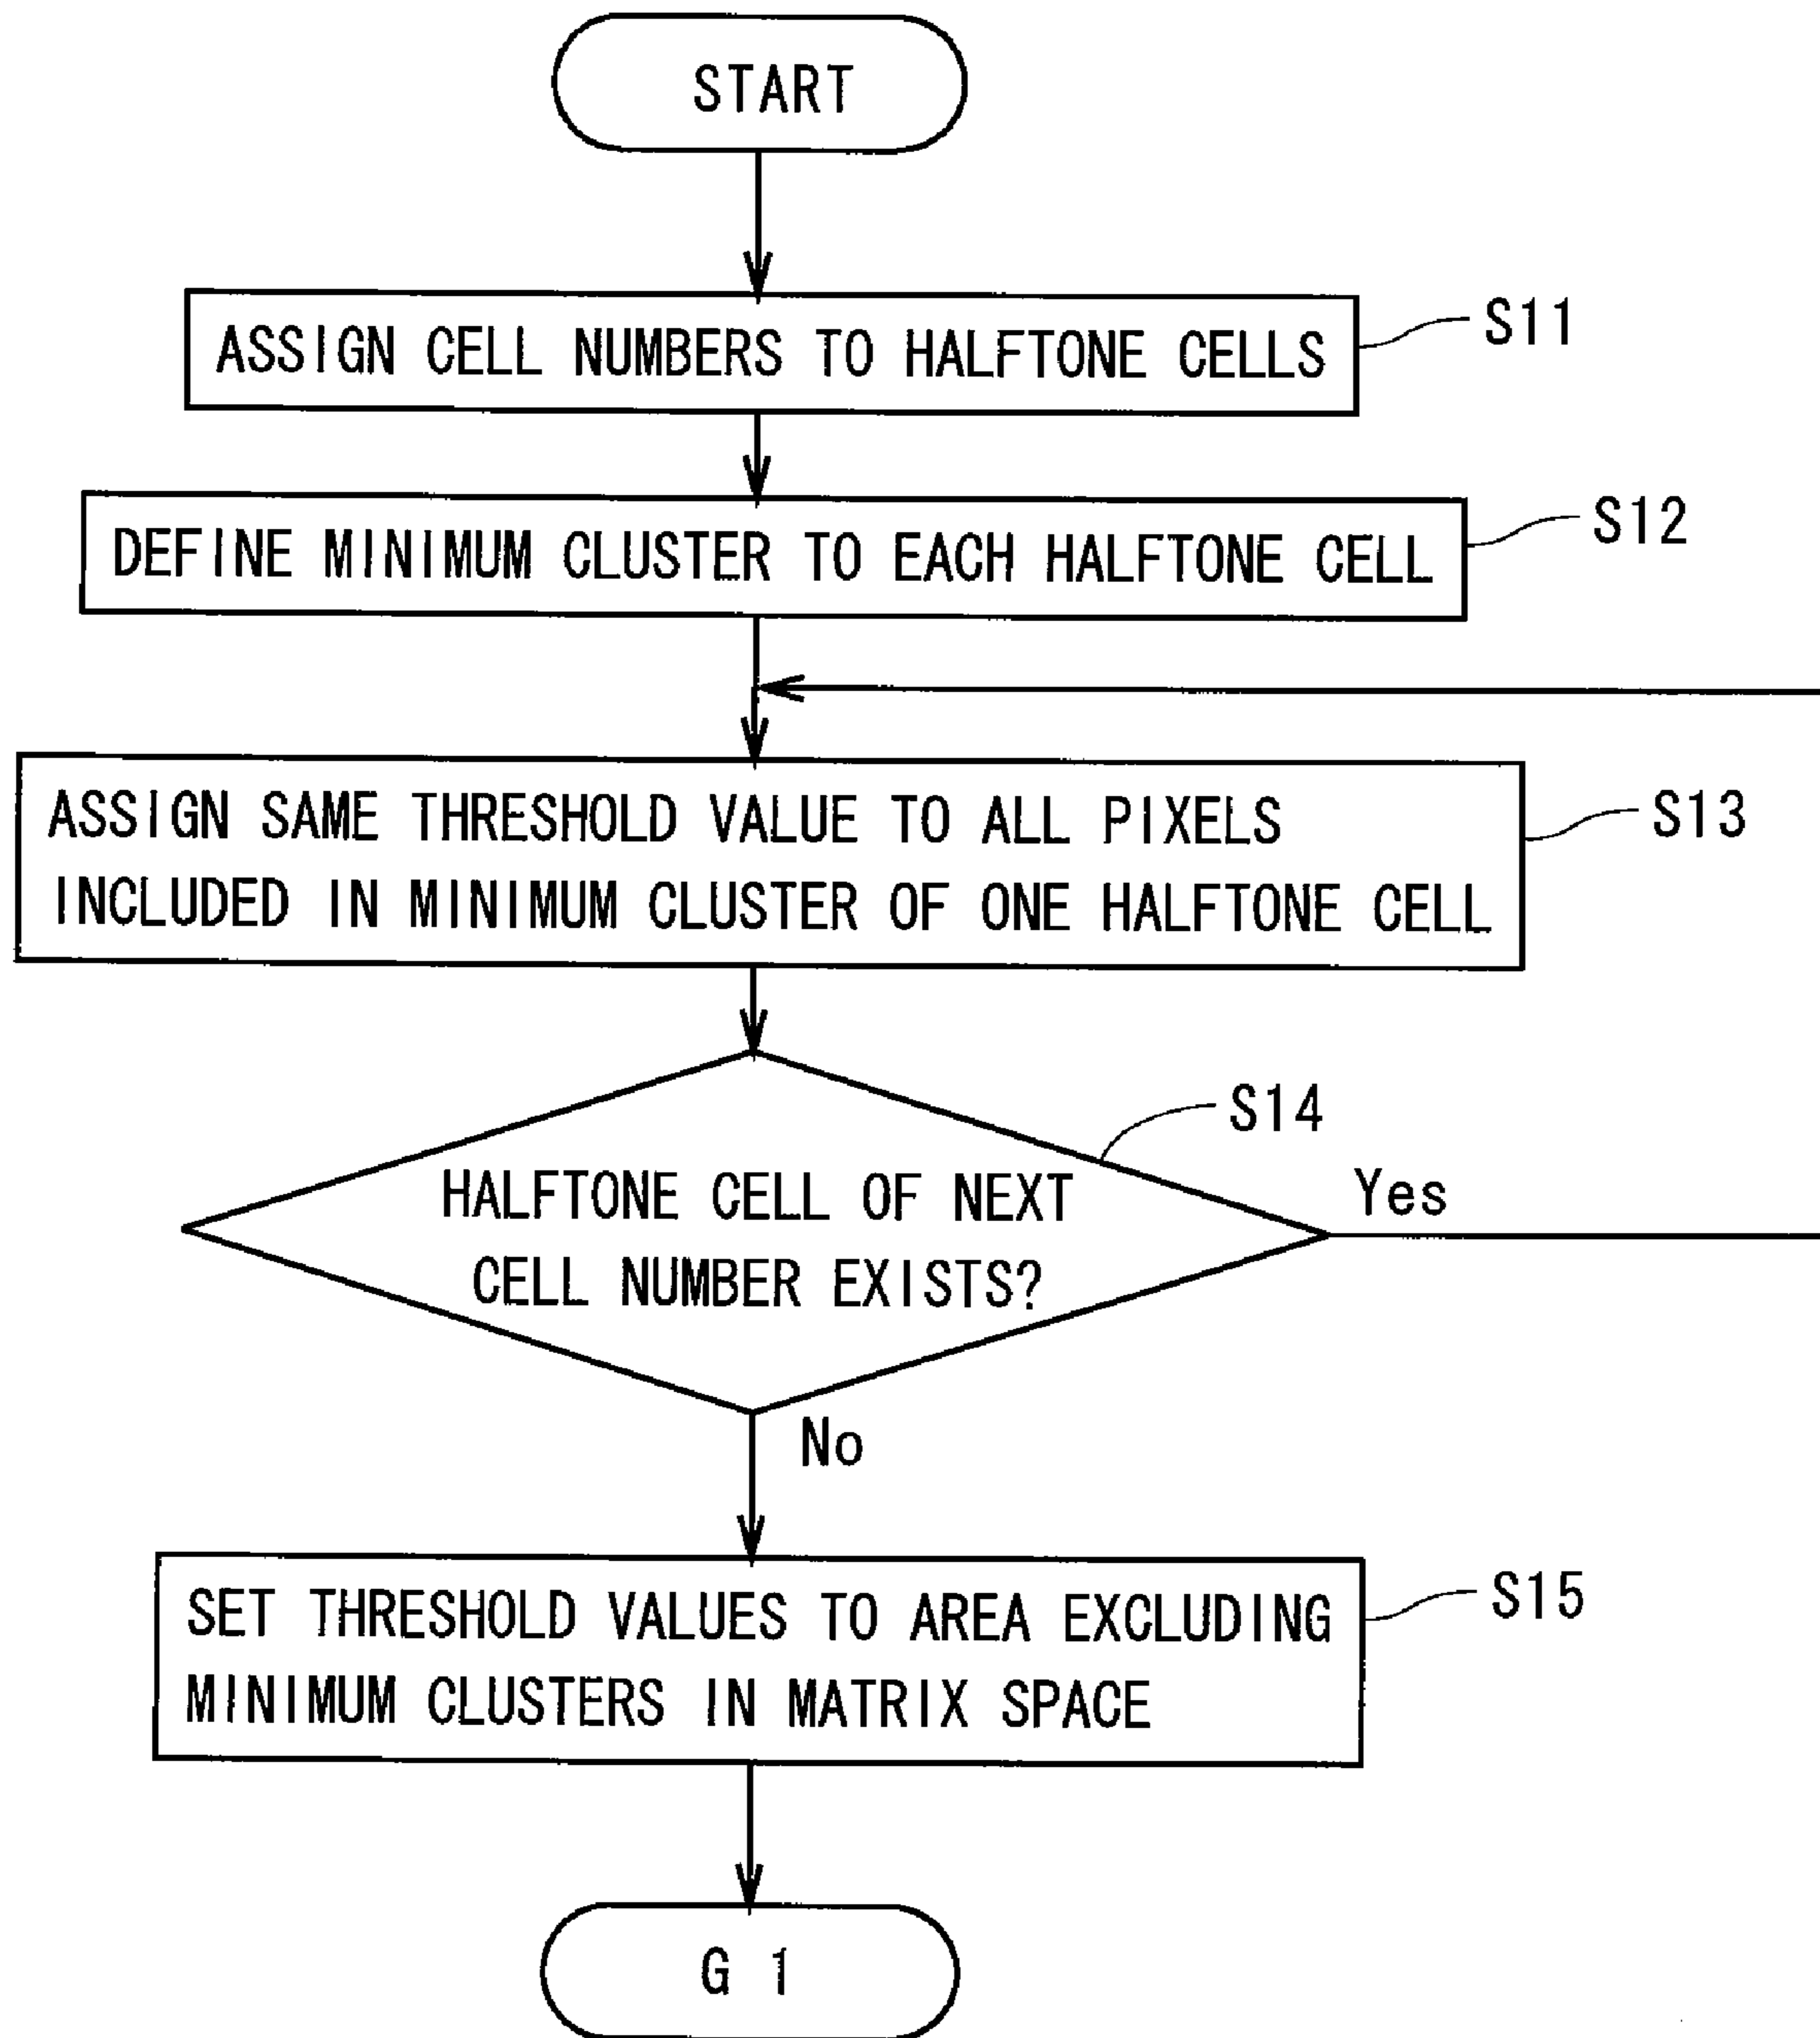 START
ASSIGN CELL NUMBERS TO HALFTONE CELLS
S11
DEFINE MINIMUM CLUSTER TO EACH HALFTONE CELL
S12
ASSIGN SAME THRESHOLD VALUE TO ALL PIXELS
INCLUDED IN MINIMUM CLUSTER OF ONE HALFTONE CELL
S13
S14
HALFTONE CELL OF NEXT
CELL NUMBER EXISTS?
Yes
No
SET THRESHOLD VALUES TO AREA EXCLUDING
MINIMUM CLUSTERS IN MATRIX SPACE
S15
G 1